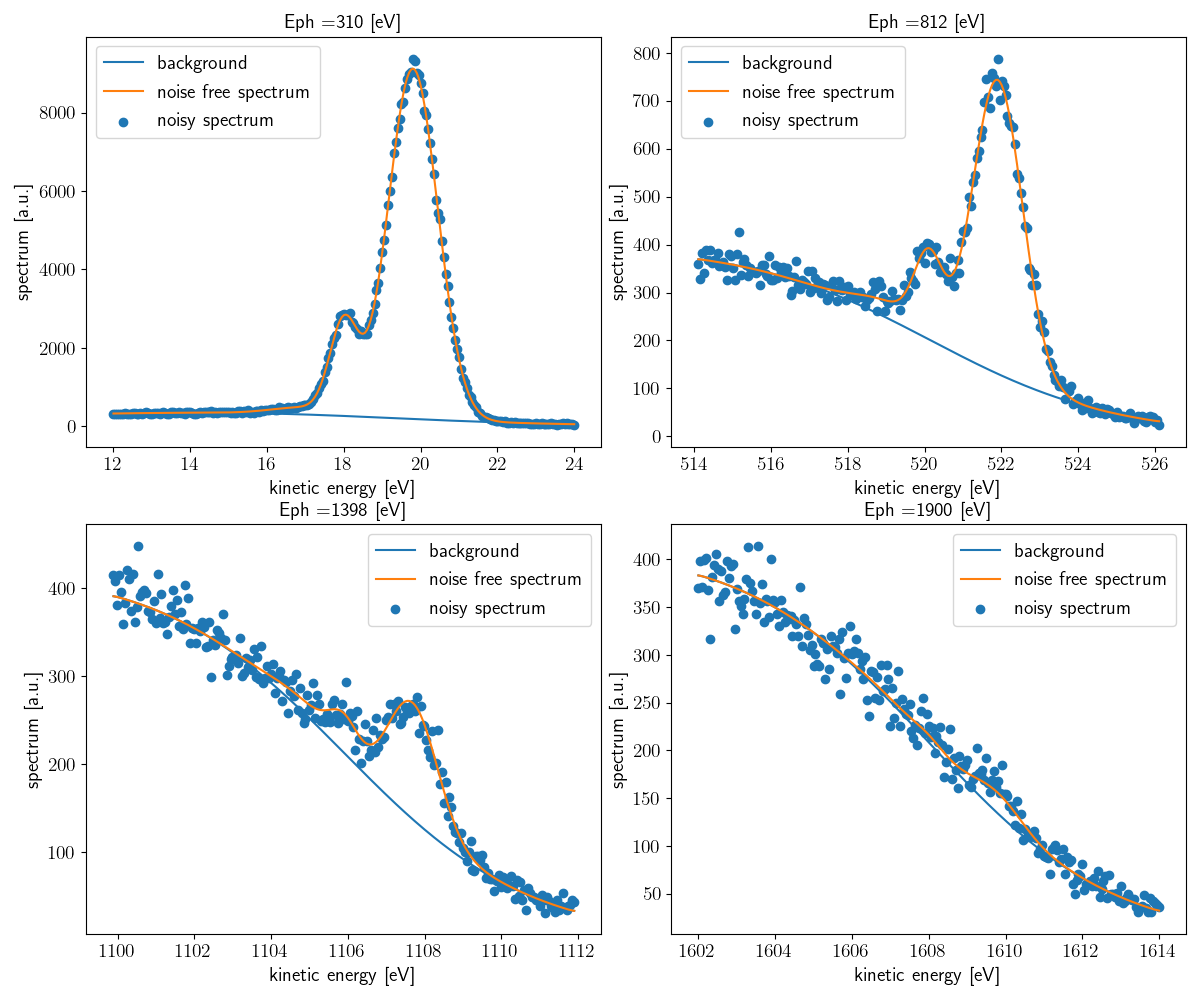 Eph =310 [eV]
background
noise free spectrum
noisy spectrum
8000
6000
4000
2000
0
spectrum [a.u.]
12 14 16 18 20 22 24
kinetic energy [eV]
Eph =812 [eV]
background
noise free spectrum
noisy spectrum
800
700
600
500
400
300
200
100
0
spectrum [a.u.]
514 516 518 520 522 524 526
kinetic energy [eV]
Eph =1398 [eV]
background
noise free spectrum
noisy spectrum
400
300
200
100
spectrum [a.u.]
1100 1102 1104 1106 1108 1110 1112
kinetic energy [eV]
Eph =1900 [eV]
background
noise free spectrum
noisy spectrum
400
350
300
250
200
150
100
50
spectrum [a.u.]
1602 1604 1606 1608 1610 1612 1614
kinetic energy [eV]